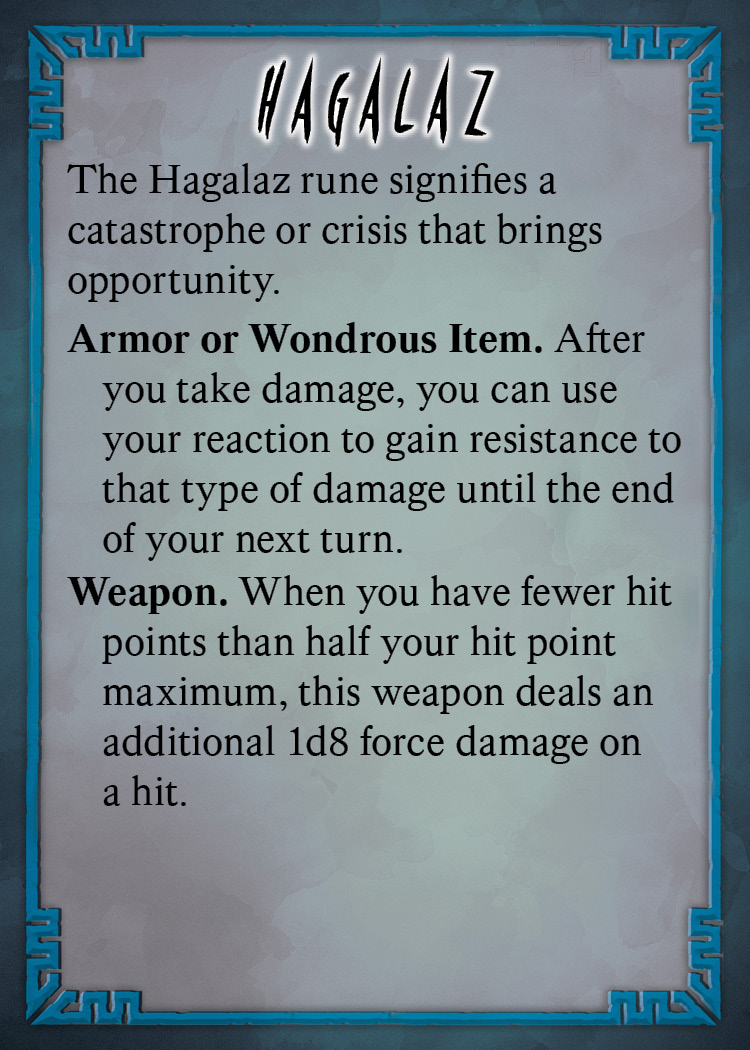 HAGALAZ
The Hagalaz rune signifies a
catastrophe or crisis that brings
opportunity.
Armor or Wondrous Item. After
you take damage, you can use
your reaction to gain resistance to
that type of damage until the end
of your next turn.
Weapon. When you have fewer hit
points than half your hit point
maximum, this weapon deals an
additional 1d8 force damage on
a hit.